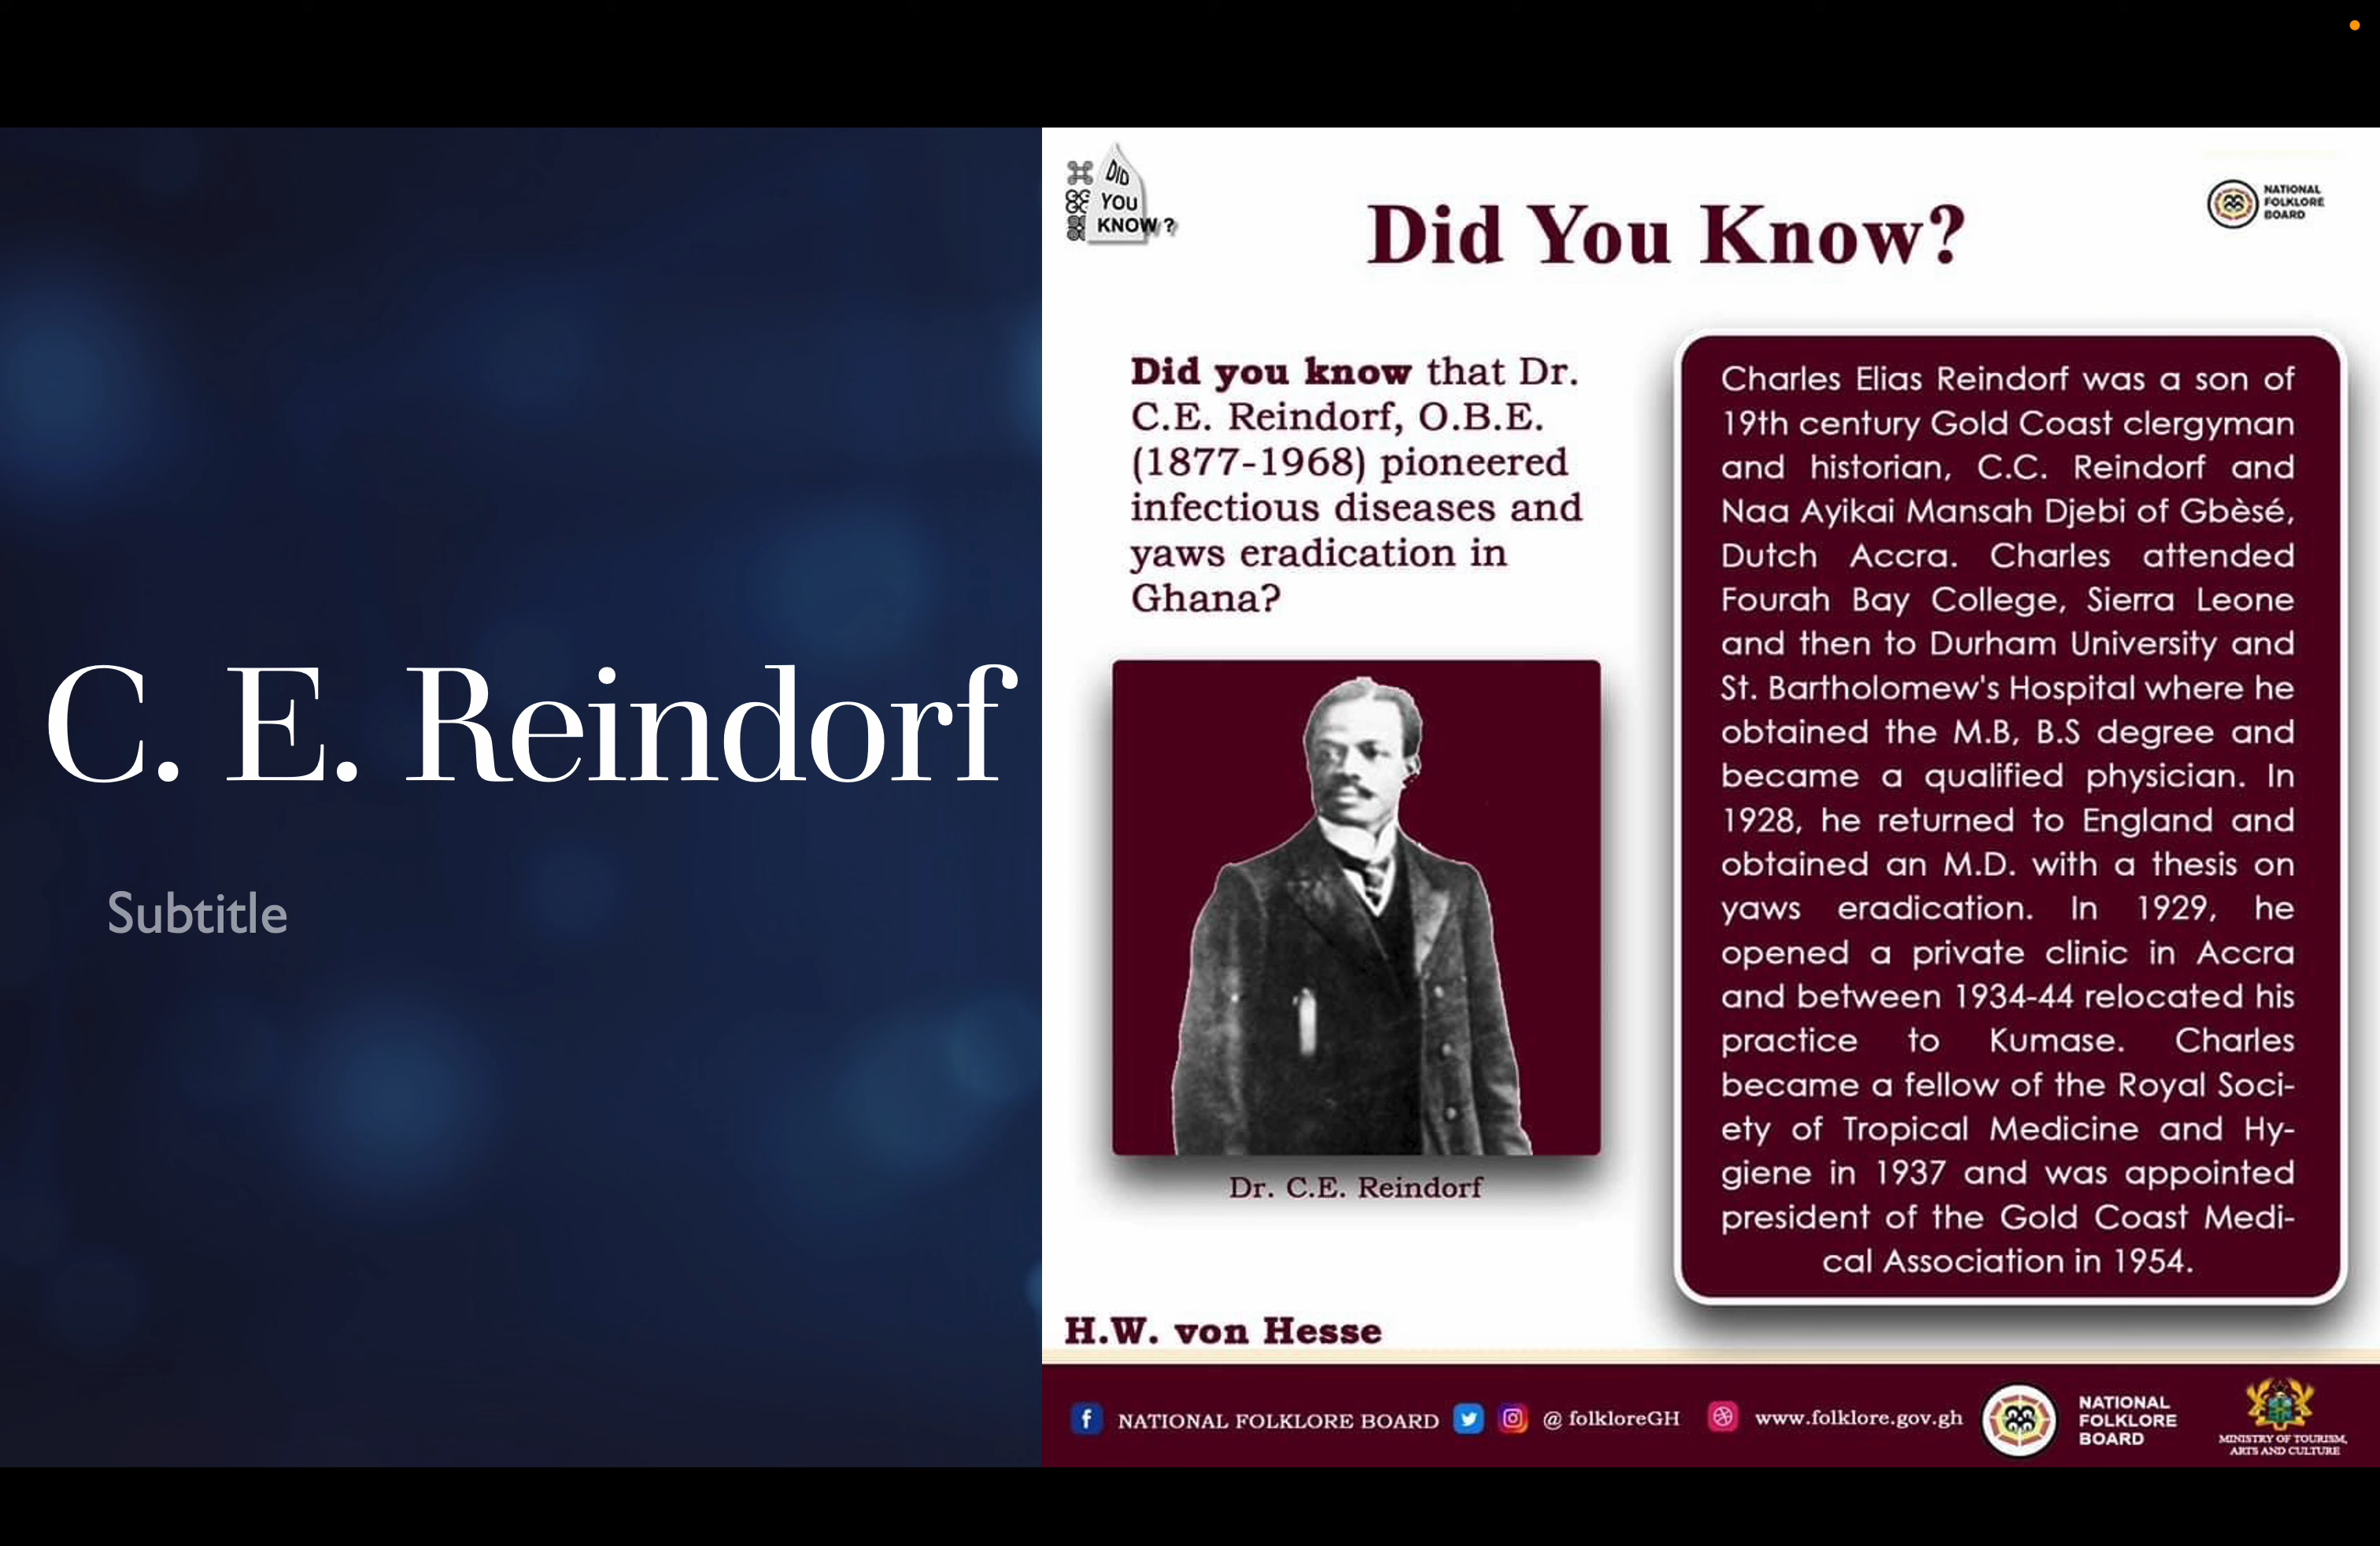 C. E. Reindorf
Subtitle
DID
YOU
KNOW?
Did You Know?
NATIONAL
FOLKLORE
BOARD
Did you know that Dr.
C.E. Reindorf, O.B.E.
(1877-1968) pioneered
infectious diseases and
yaws eradication in
Ghana?
Dr. C.E. Reindorf
H.W. von Hesse
Charles Elias Reindorf was a son of
19th century Gold Coast clergyman
and historian, C.C. Reindorf and
Naa Ayikai Mansah Djebi of Gbèsé,
Dutch Accra. Charles attended
Fourah Bay College, Sierra Leone
and then to Durham University and
St. Bartholomew's Hospital where he
obtained the M.B, B.S degree and
became a qualified physician. In
1928, he returned to England and
obtained an M.D. with a thesis on
yaws eradication. In 1929, he
opened a private clinic in Accra
and between 1934-44 relocated his
practice to Kumase. Charles
became a fellow of the Royal Soci-
ety of Tropical Medicine and Hy-
giene in 1937 and was appointed
president of the Gold Coast Medi-
cal Association in 1954.
NATIONAL FOLKLORE BOARD
@ folkloreGH
www.folklore.gov.gh
NATIONAL
FOLKLORE
BOARD
MINISTRY OF TOURISM,
ARTS AND CULTURE